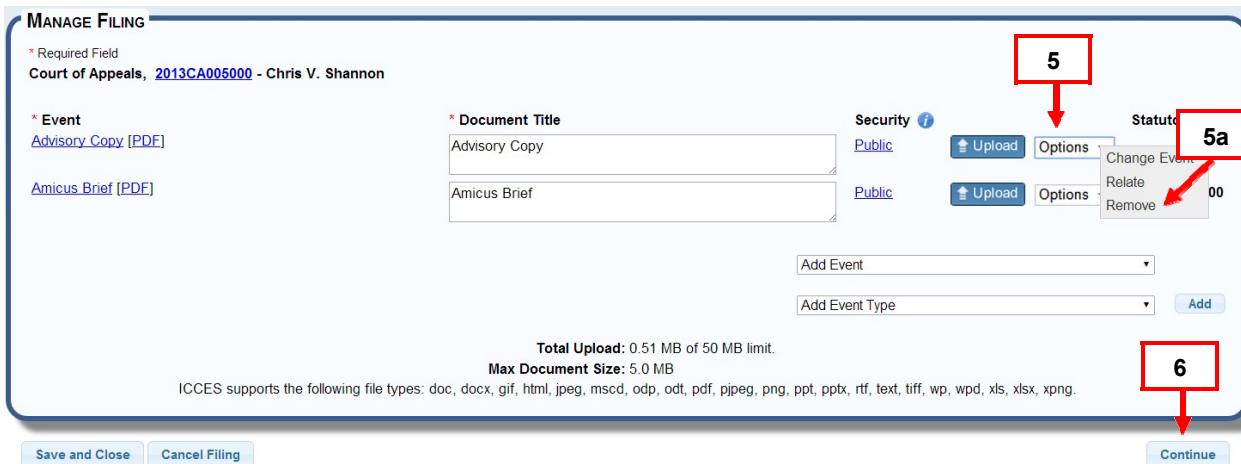 MANAGE FILING
* Required Field
Court of Appeals, 2013CA005000 - Chris V. Shannon
5
* Event
* Document Title
Security
Advisory Copy [PDF]
Advisory Copy
Public
Upload
Options
5a
Change Event
Relate
Remove
Amicus Brief [PDF]
Amicus Brief
Public
Upload
Options
00
Add Event
Add Event Type
Add
Total Upload: 0.51 MB of 50 MB limit.
Max Document Size: 5.0 MB
ICCES supports the following file types: doc, docx, gif, html, jpeg, mscd, odp, odt, pdf, pjpeg, png, ppt, pptx, rtf, text, tiff, wp, wpd, xls, xlsx, xpng.
6
Save and Close
Cancel Filing
Continue